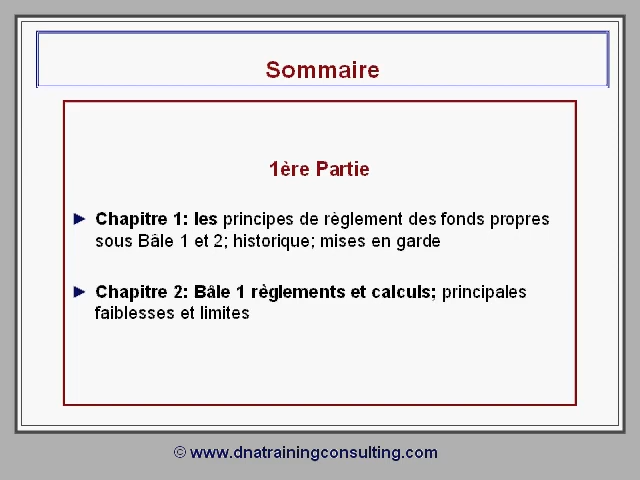 Sommaire
1ère Partie
► Chapitre 1: les principes de règlement des fonds propres
sous Bâle 1 et 2; historique; mises en garde
► Chapitre 2: Bâle 1 règlements et calculs; principales
faiblesses et limites
© www.dnatrainingconsulting.com